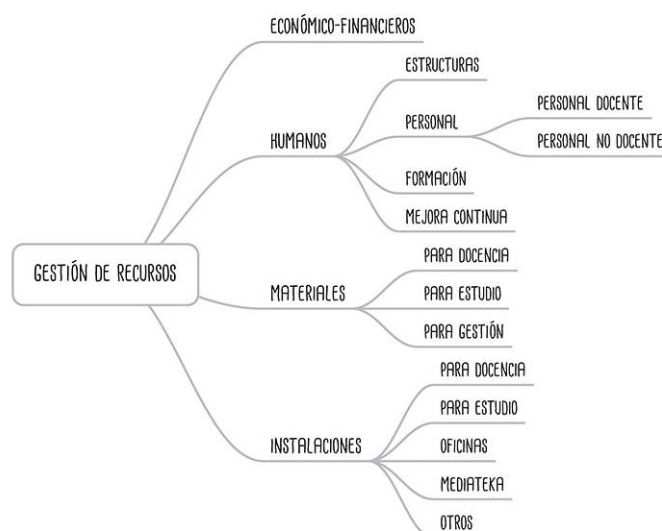 ECONÓMICO-FINANCIEROS
ESTRUCTURAS
PERSONAL DOCENTE
PERSONAL
HUMANOS
PERSONAL NO DOCENTE
FORMACIÓN
MEJORA CONTINUA
GESTIÓN DE RECURSOS
PARA DOCENCIA
MATERIALES
PARA ESTUDIO
PARA GESTIÓN
PARA DOCENCIA
PARA ESTUDIO
INSTALACIONES
OFICINAS
MEDIATEKA
OTROS